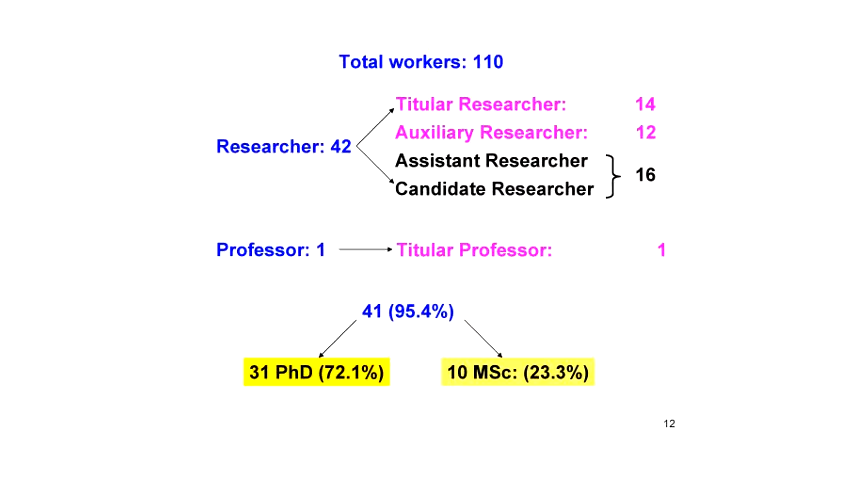 Total workers: 110
Titular Researcher: 14
Auxiliary Researcher: 12
Researcher: 42
Assistant Researcher
16
Candidate Researcher
Professor: 1 Titular Professor: 1
41 (95.4%)
31 PhD (72.1%) 10 MSc: (23.3%)
12